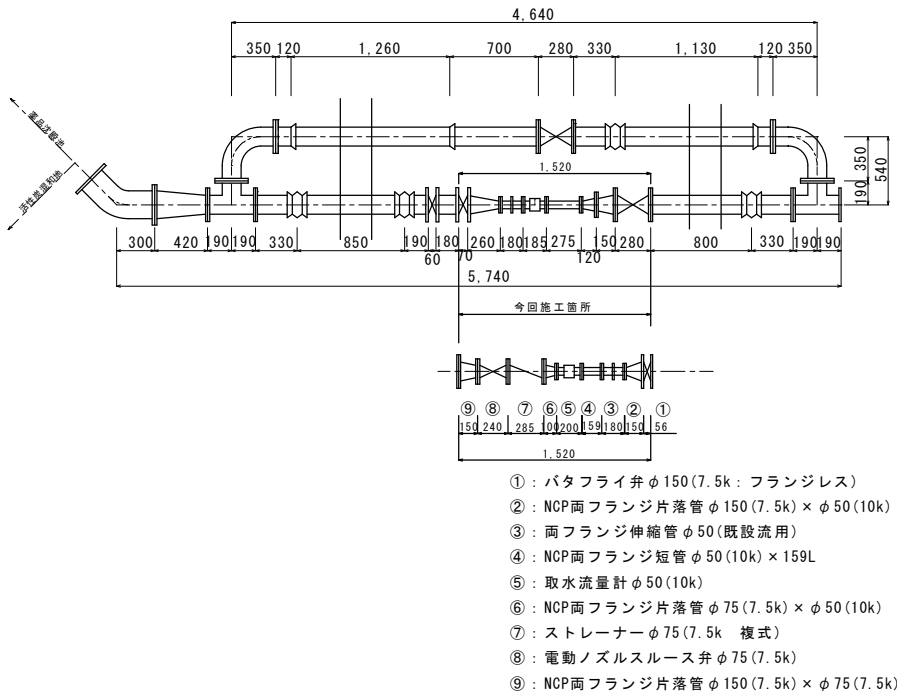 4,640
350 120 1,260 700 280 330 1,130 120 350
薬品沈殿池
活性炭混和池
1,520
350
190
540
300 420 190 190 330 850 190 180 260 180 185 275 150 280 800 330 190 190
60 70 120
5,740
今回施工箇所
⑨ ⑧ ⑦ ⑥ ⑤ ④ ③ ② ①
150 240 285 100 200 159 180 150 56
1,520
①：バタフライ弁φ150(7.5k：フランジレス)
②：NCP両フランジ片落管φ150(7.5k)×φ50(10k)
③：両フランジ伸縮管φ50(既設流用)
④：NCP両フランジ短管φ50(10k)×159L
⑤：取水流量計φ50(10k)
⑥：NCP両フランジ片落管φ75(7.5k)×φ50(10k)
⑦：ストレーナーφ75(7.5k　複式)
⑧：電動ノズルスルース弁φ75(7.5k)
⑨：NCP両フランジ片落管φ150(7.5k)×φ75(7.5k)